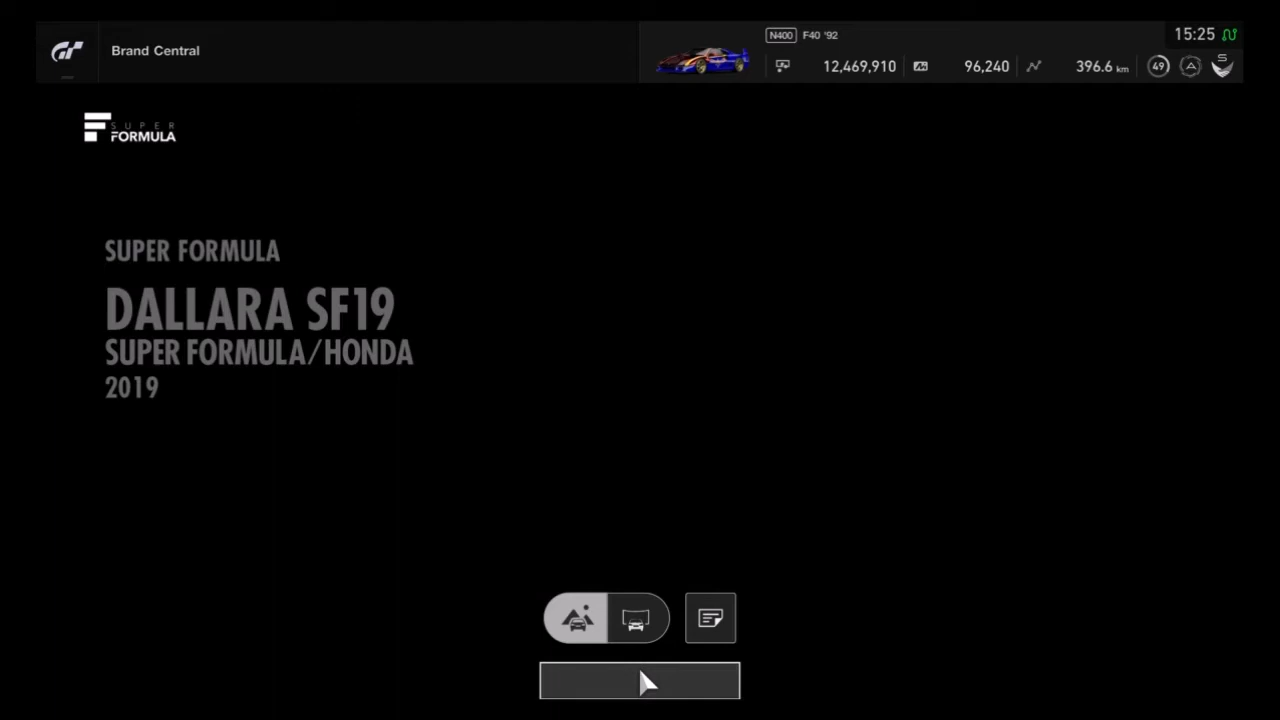 Brand Central
N400 F40 '92
15:25
12,469,910 96,240 396.6 km 49 S
SUPER
FORMULA
SUPER FORMULA
DALLARA SF19
SUPER FORMULA/HONDA
2019